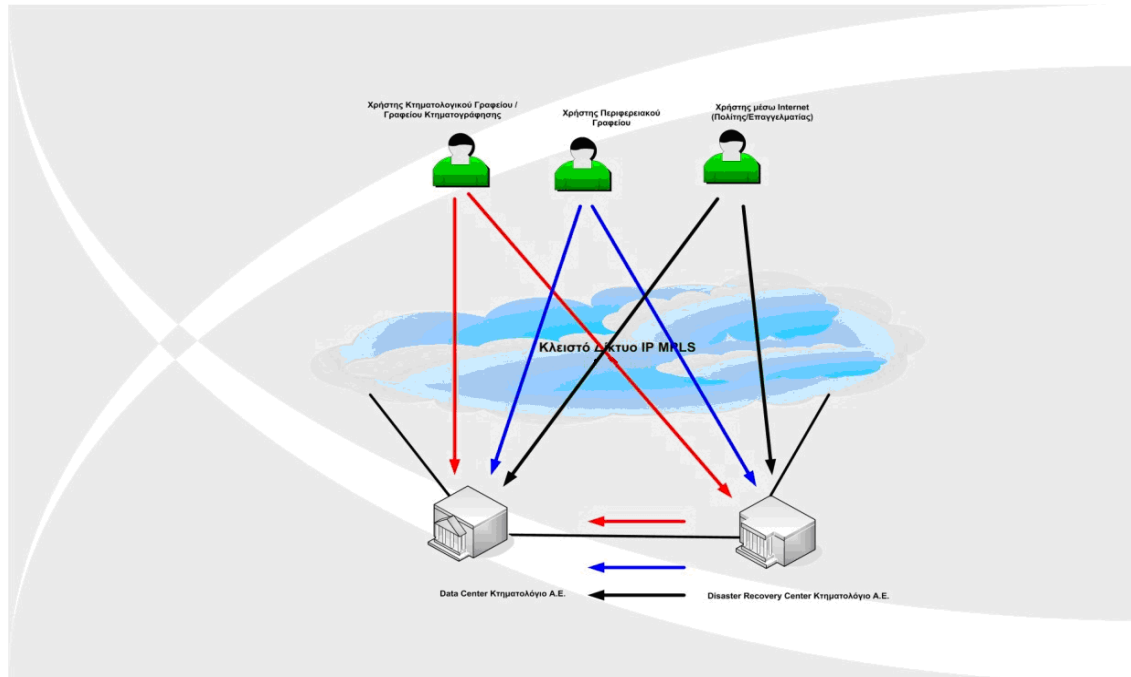 Χρήστης Κτηματολογικού Γραφείου /
Γραφείου Κτηματογράφησης
Χρήστης Περιφερειακού
Γραφείου
Χρήστης μέσω Internet
(Πολίτης/Επαγγελματίας)
Κλειστό Δίκτυο IP MPLS
Data Center Κτηματολόγιο Α.Ε.
Disaster Recovery Center Κτηματολόγιο Α.Ε.